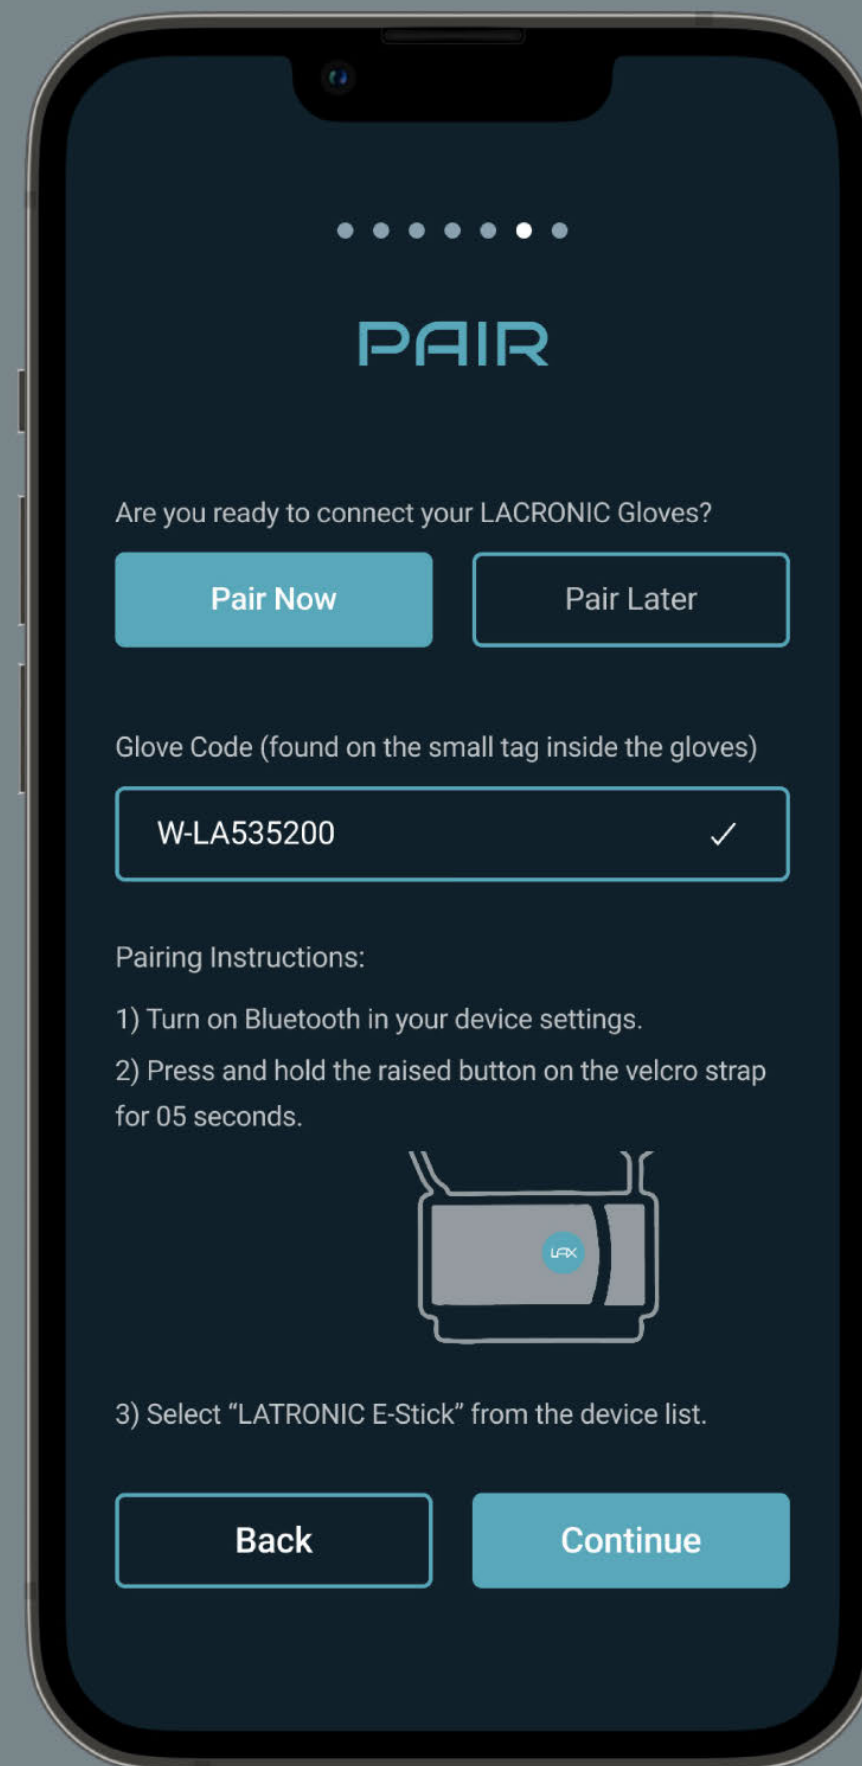 PAIR
Are you ready to connect your LACRONIC Gloves?
Pair Now
Pair Later
Glove Code (found on the small tag inside the gloves)
W-LA535200
Pairing Instructions:
1) Turn on Bluetooth in your device settings.
2) Press and hold the raised button on the velcro strap
for 05 seconds.
LAX
3) Select “LATRONIC E-Stick” from the device list.
Back
Continue